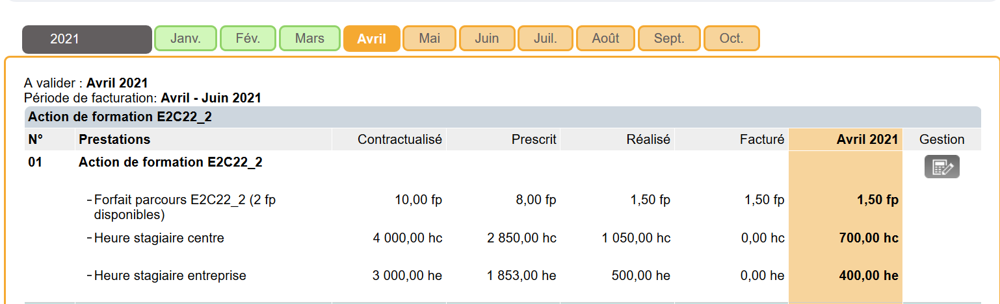 2021 Janv. Fév. Mars Avril Mai Juin Juil. Août Sept. Oct.
A valider : Avril 2021
Période de facturation: Avril - Juin 2021
Action de formation E2C22_2
N° Prestations Contractualisé Prescrit Réalisé Facturé Avril 2021 Gestion
01 Action de formation E2C22_2
- Forfait parcours E2C22_2 (2 fp 10,00 fp 8,00 fp 1,50 fp 1,50 fp 1,50 fp
disponibles)
- Heure stagiaire centre 4 000,00 hc 2 850,00 hc 1 050,00 hc 0,00 hc 700,00 hc
- Heure stagiaire entreprise 3 000,00 he 1 853,00 he 500,00 he 0,00 he 400,00 he